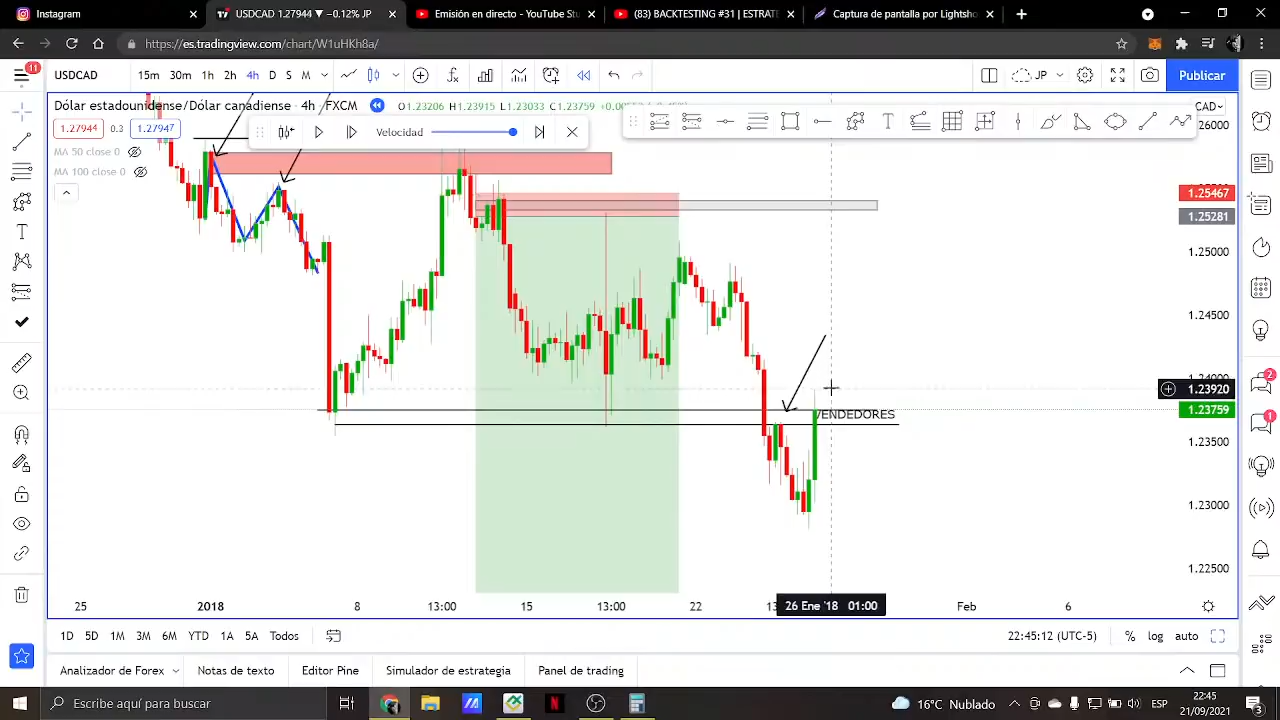 Instagram
USDCAD 1.27944 ▼ −0.12% JP
Emisión en directo - YouTube Stu
(83) BACKTESTING #31 | ESTRATE
Captura de pantalla por Lightsho
https://es.tradingview.com/chart/W1uHKh8a/
11
USDCAD
15m 30m 1h 2h 4h D S M
JP
Publicar
Dólar estadounidense/Dólar canadiense · 4h · FXCM
O1.23206 H1.23915 L1.23033 C1.23759
CAD
1.27944 0.3 1.27947
Velocidad
MA 50 close 0
MA 100 close 0
1.26000
1.25467
1.25281
1.25000
1.24500
1.24000
1.23920
1.23759
VENDEDORES
1.23500
1.23000
1.22500
2
1
25 2018 8 13:00 15 13:00 22 26 Ene '18 01:00 Feb 6
1D 5D 1M 3M 6M YTD 1A 5A Todos
22:45:12 (UTC-5) % log auto
Analizador de Forex Notas de texto Editor Pine Simulador de estrategia Panel de trading
Escribe aquí para buscar
16°C Nublado
ESP
22:45
21/09/2021